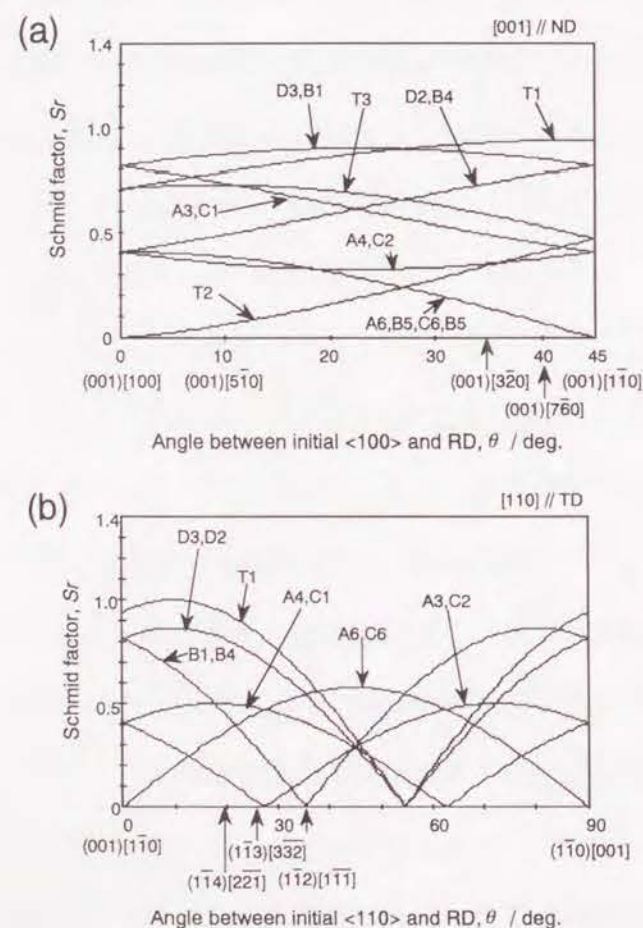 (a)
[001] // ND
1.4
D3,B1
T3
D2,B4
T1
1.0
Schmid factor, Sr
A3,C1
0.5
A4,C2
T2
A6,B5,C6,B5
0
0 10 20 30 40 45
(001)[100] (001)[51̅0] (001)[32̅0] (001)[11̅0]
(001)[76̅0]
Angle between initial <100> and RD, θ / deg.
(b)
[110] // TD
1.4
D3,D2
T1
A4,C1
A3,C2
1.0
A6,C6
B1,B4
Schmid factor, Sr
0.5
0
0 30 60 90
(001)[11̅0] (11̅3)[33̅2̅] (11̅0)[001]
(11̅4)[22̅1̅] (11̅2)[11̅1̅]
Angle between initial <110> and RD, θ / deg.